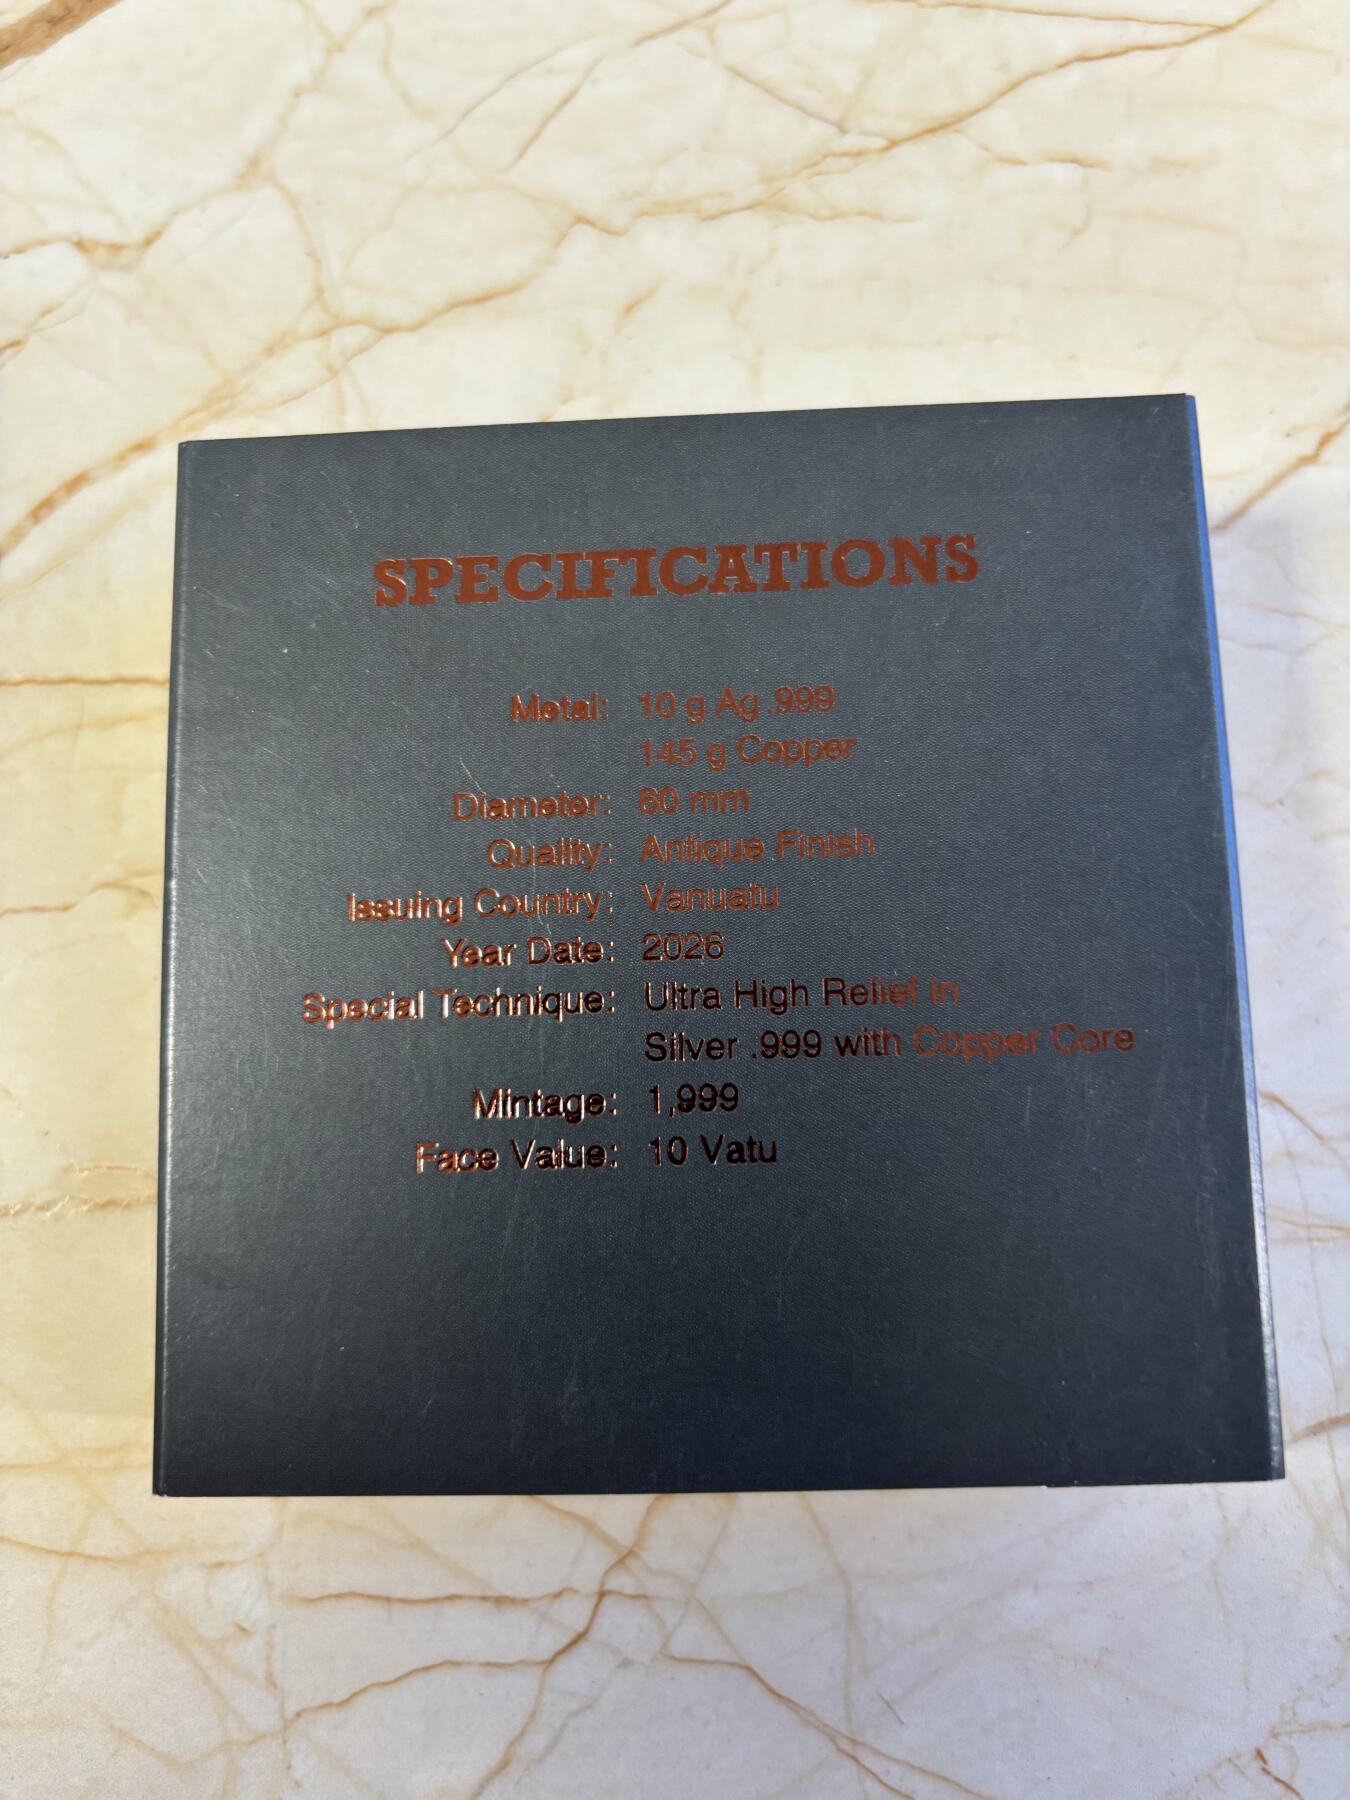 SPECIFICATIONS
Metal: 10 g Ag .999
145 g Copper
Diameter: 60 mm
Quality: Antique Finish
Issuing Country: Vanuatu
Year Date: 2026
Special Technique: Ultra High Relief in
Silver .999 with Copper Core
Mintage: 1,999
Face Value: 10 Vatu